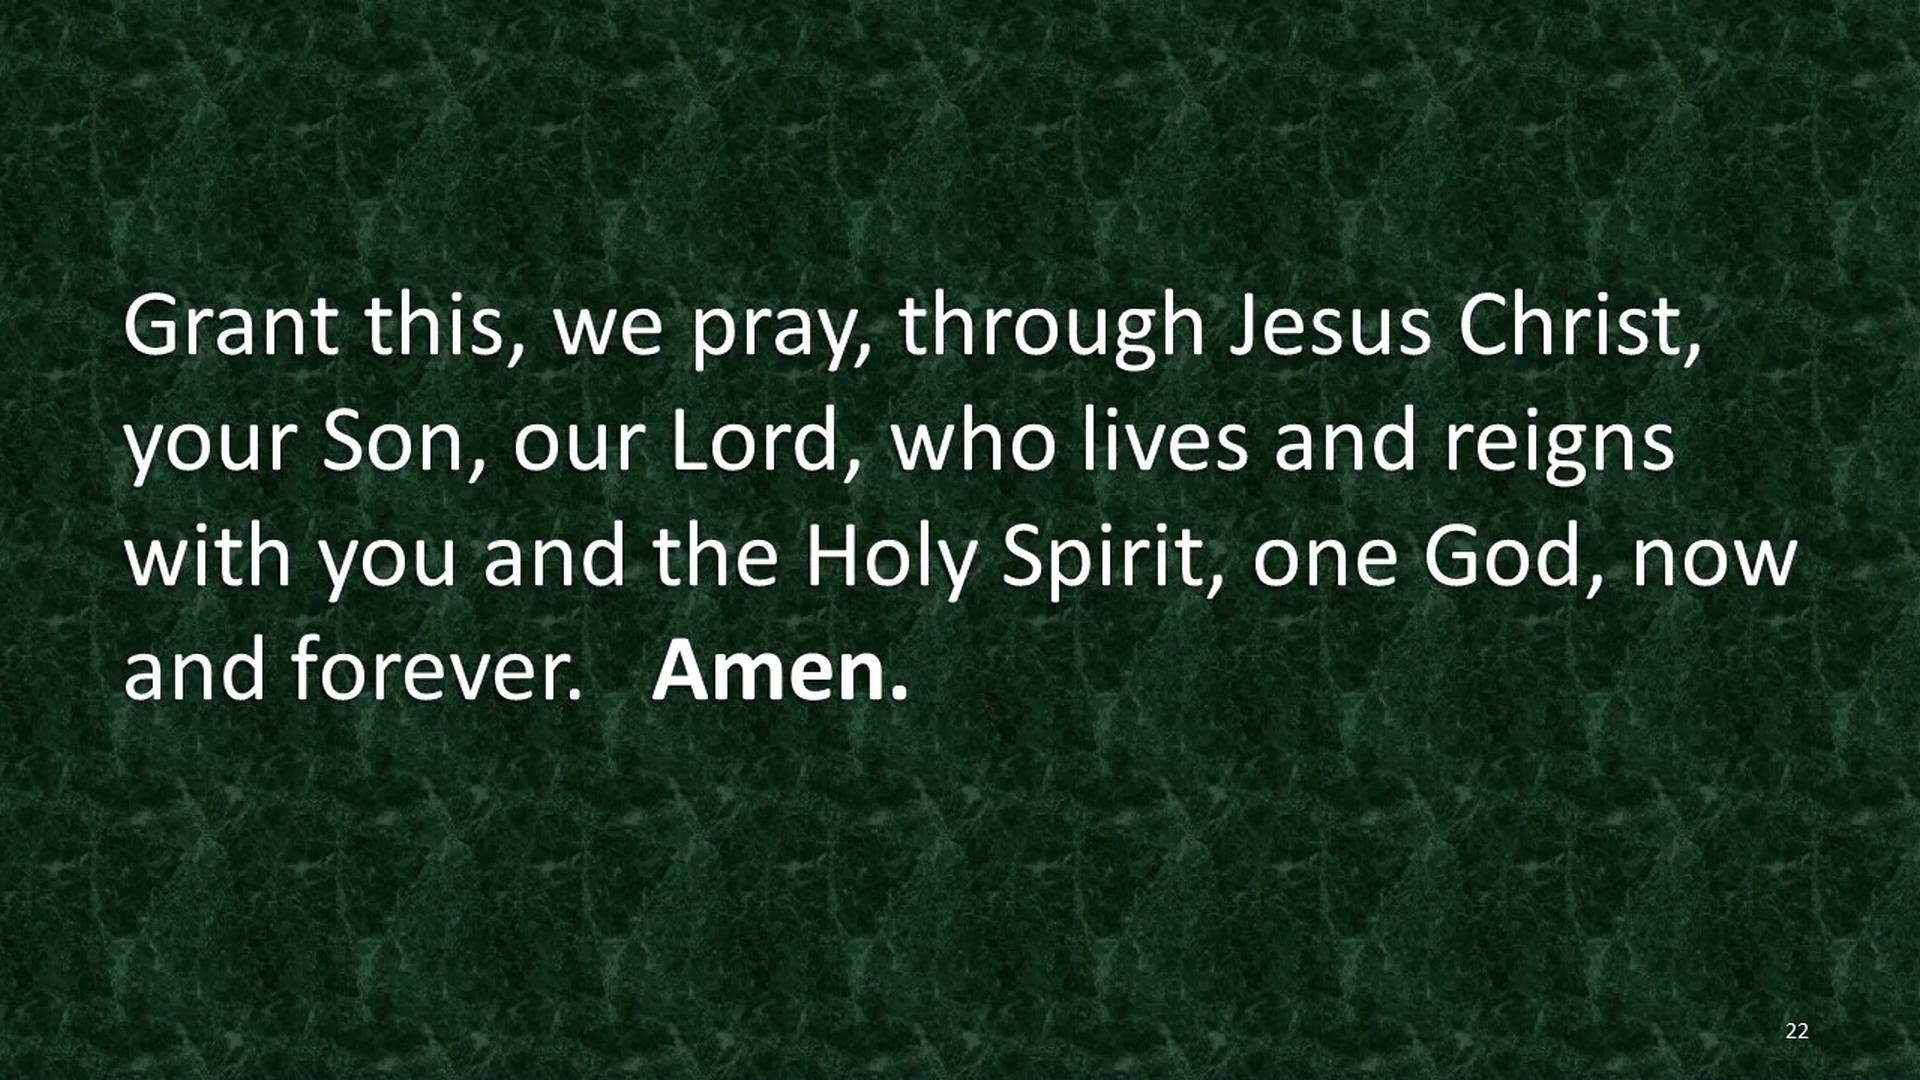 Grant this, we pray, through Jesus Christ,
your Son, our Lord, who lives and reigns
with you and the Holy Spirit, one God, now
and forever.   Amen.
22